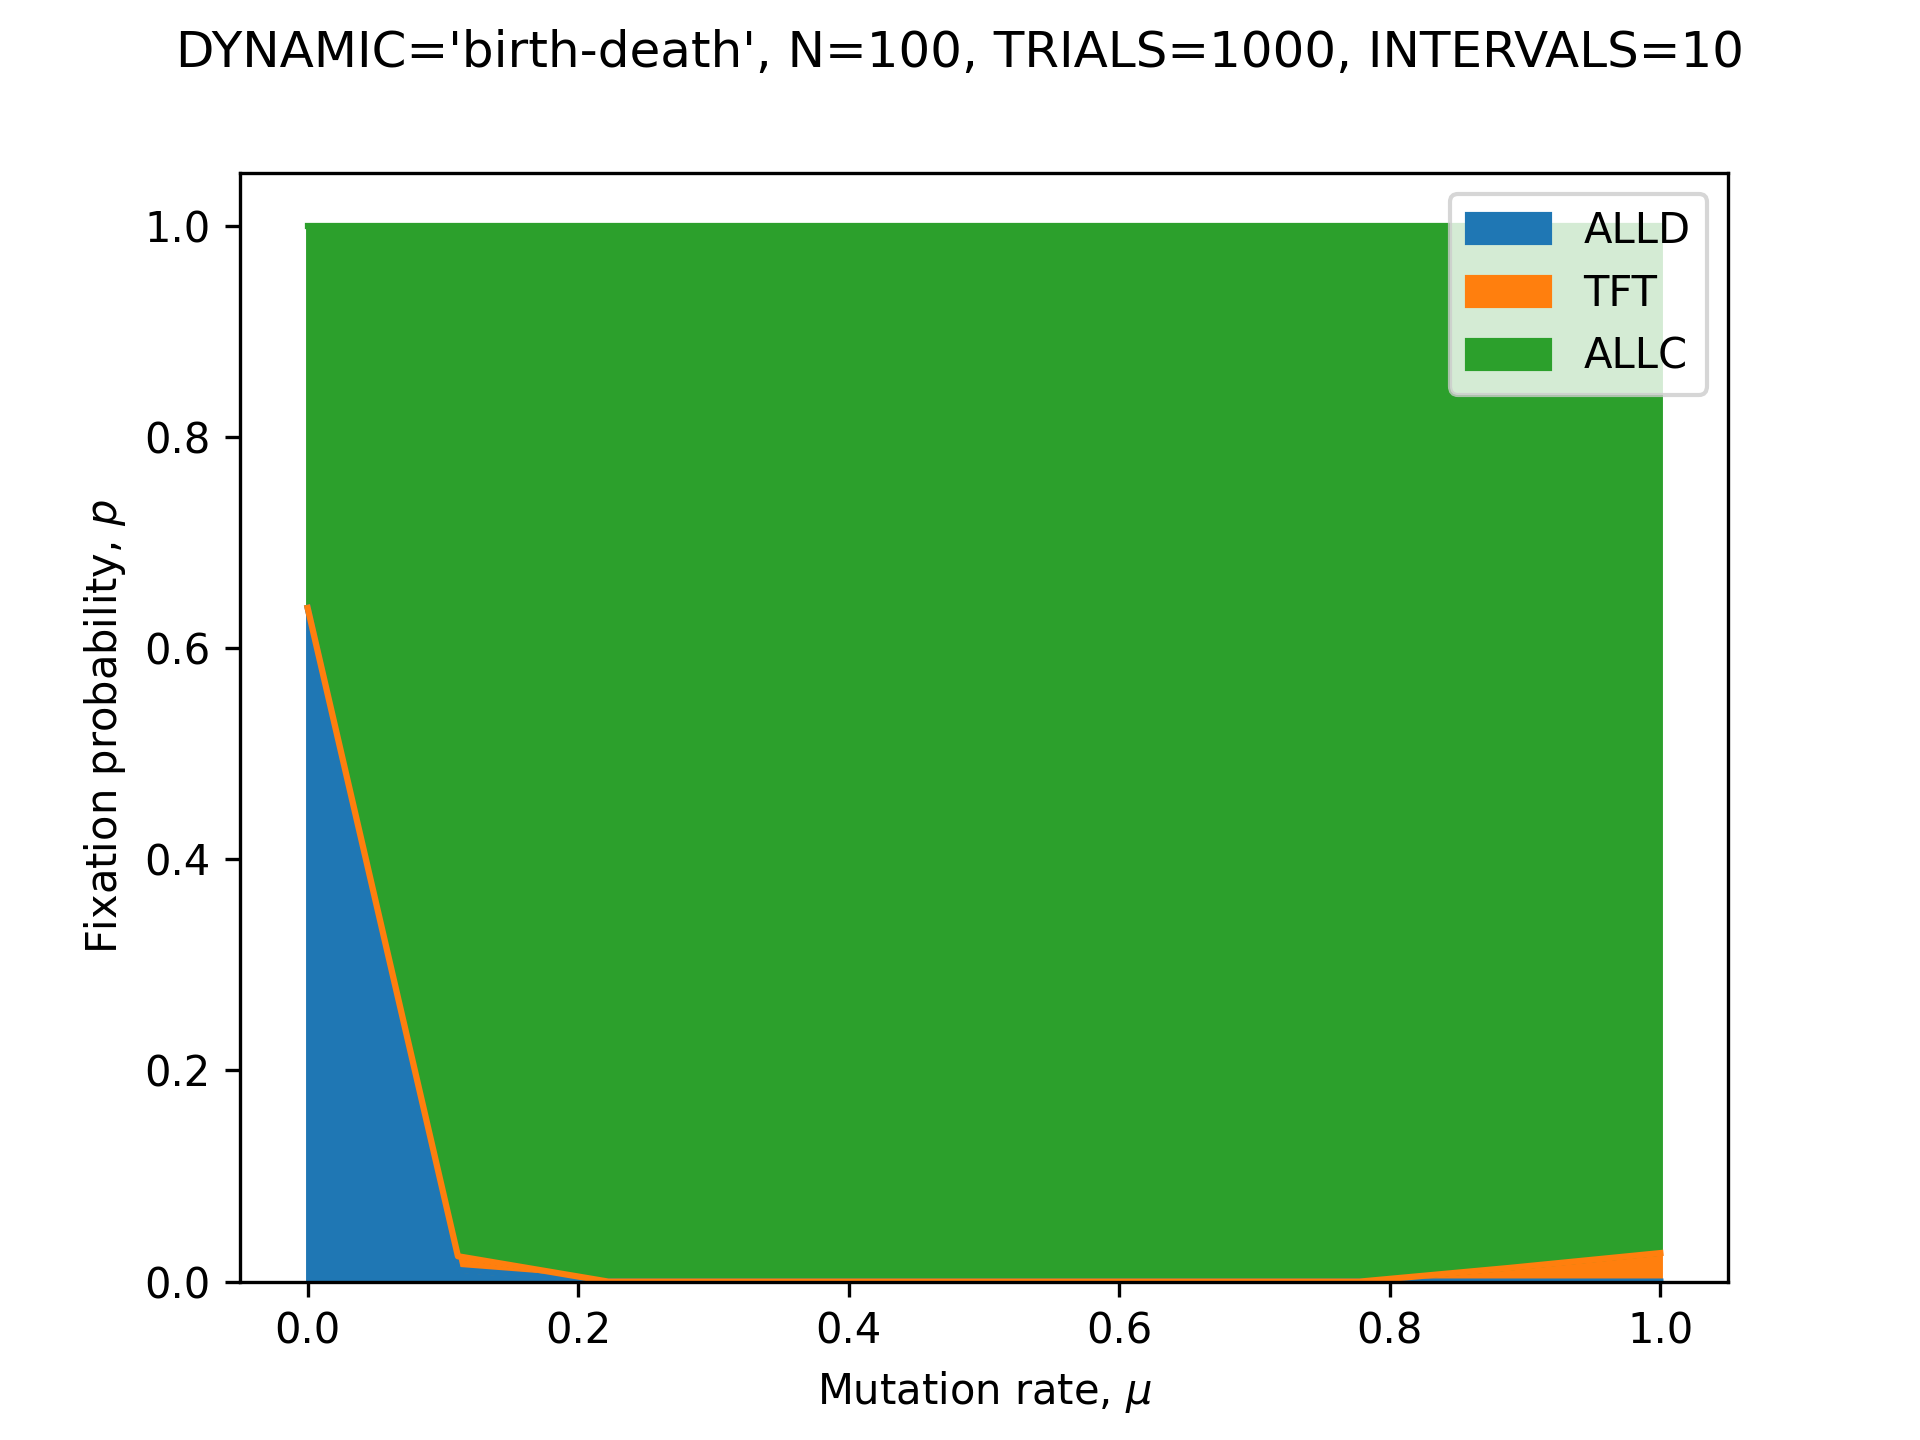 DYNAMIC='birth-death', N=100, TRIALS=1000, INTERVALS=10
ALLD
TFT
ALLC
Fixation probability, p
1.0
0.8
0.6
0.4
0.2
0.0
0.0 0.2 0.4 0.6 0.8 1.0
Mutation rate, μ